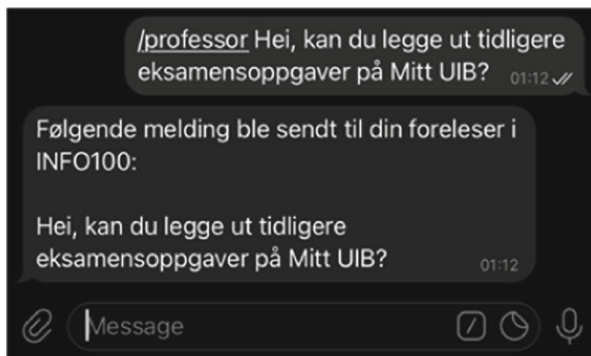 /professor Hei, kan du legge ut tidligere
eksamensoppgaver på Mitt UIB? 01:12
Følgende melding ble sendt til din foreleser i
INFO100:
Hei, kan du legge ut tidligere
eksamensoppgaver på Mitt UIB? 01:12
Message